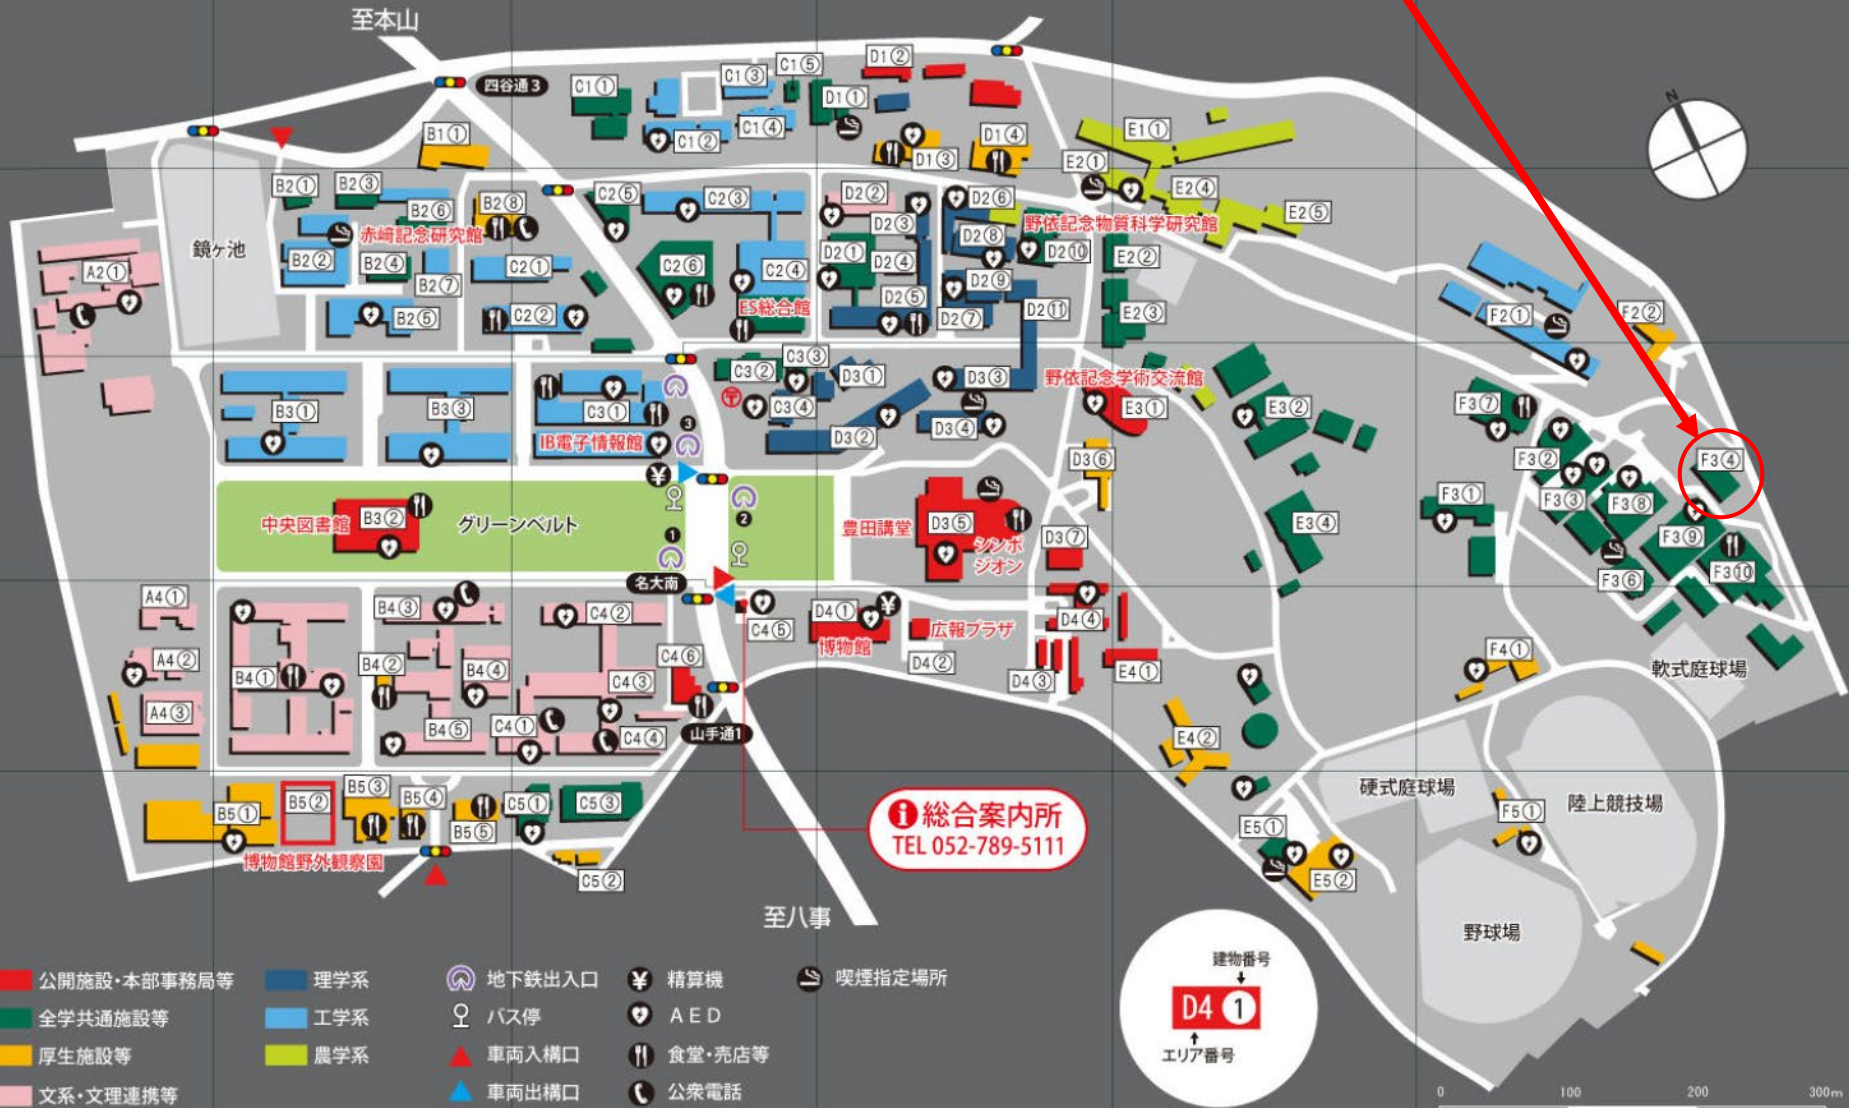 至本山
四谷通3
C1①
C1③
C1⑤
D1②
D1①
C1②
C1④
D1③
D1④
B1①
E1①
N
E2①
E2④
E2⑤
B2①
B2③
B2⑥
B2⑧
C2⑤
C2③
D2②
D2③
D2⑥
鏡ヶ池
赤﨑記念研究館
野依記念物質科学研究館
A2①
B2②
B2④
B2⑦
C2①
C2⑥
C2④
D2①
D2④
D2⑧
D2⑩
E2②
ES総合館
D2⑤
D2⑨
D2⑦
D2⑪
E2③
B2⑤
C2②
F2①
F2②
C3②
C3③
D3①
D3③
野依記念学術交流館
B3①
B3③
C3①
3
C3④
D3②
D3④
E3①
E3②
F3⑦
IB電子情報館
D3⑥
F3②
F3④
中央図書館
B3②
グリーンベルト
1
2
豊田講堂
D3⑤
シンポ
ジオン
D3⑦
E3④
F3①
F3③
F3⑧
F3⑨
F3⑥
F3⑩
名大南
A4①
B4③
C4②
C4⑤
D4①
広報プラザ
博物館
D4②
D4④
D4③
E4①
F4①
軟式庭球場
A4②
B4①
B4②
B4④
C4③
C4⑥
A4③
B4⑤
C4①
C4④
山手通1
E4②
B5①
B5②
B5③
B5④
B5⑤
C5①
C5③
C5②
博物館野外観察園
総合案内所
TEL 052-789-5111
硬式庭球場
陸上競技場
F5①
E5①
E5②
野球場
至八事
公開施設・本部事務局等
全学共通施設等
厚生施設等
文系・文理連携等
理学系
工学系
農学系
地下鉄出入口
バス停
車両入構口
車両出構口
精算機
AED
食堂・売店等
公衆電話
喫煙指定場所
建物番号
D4 1
エリア番号
0 100 200 300m